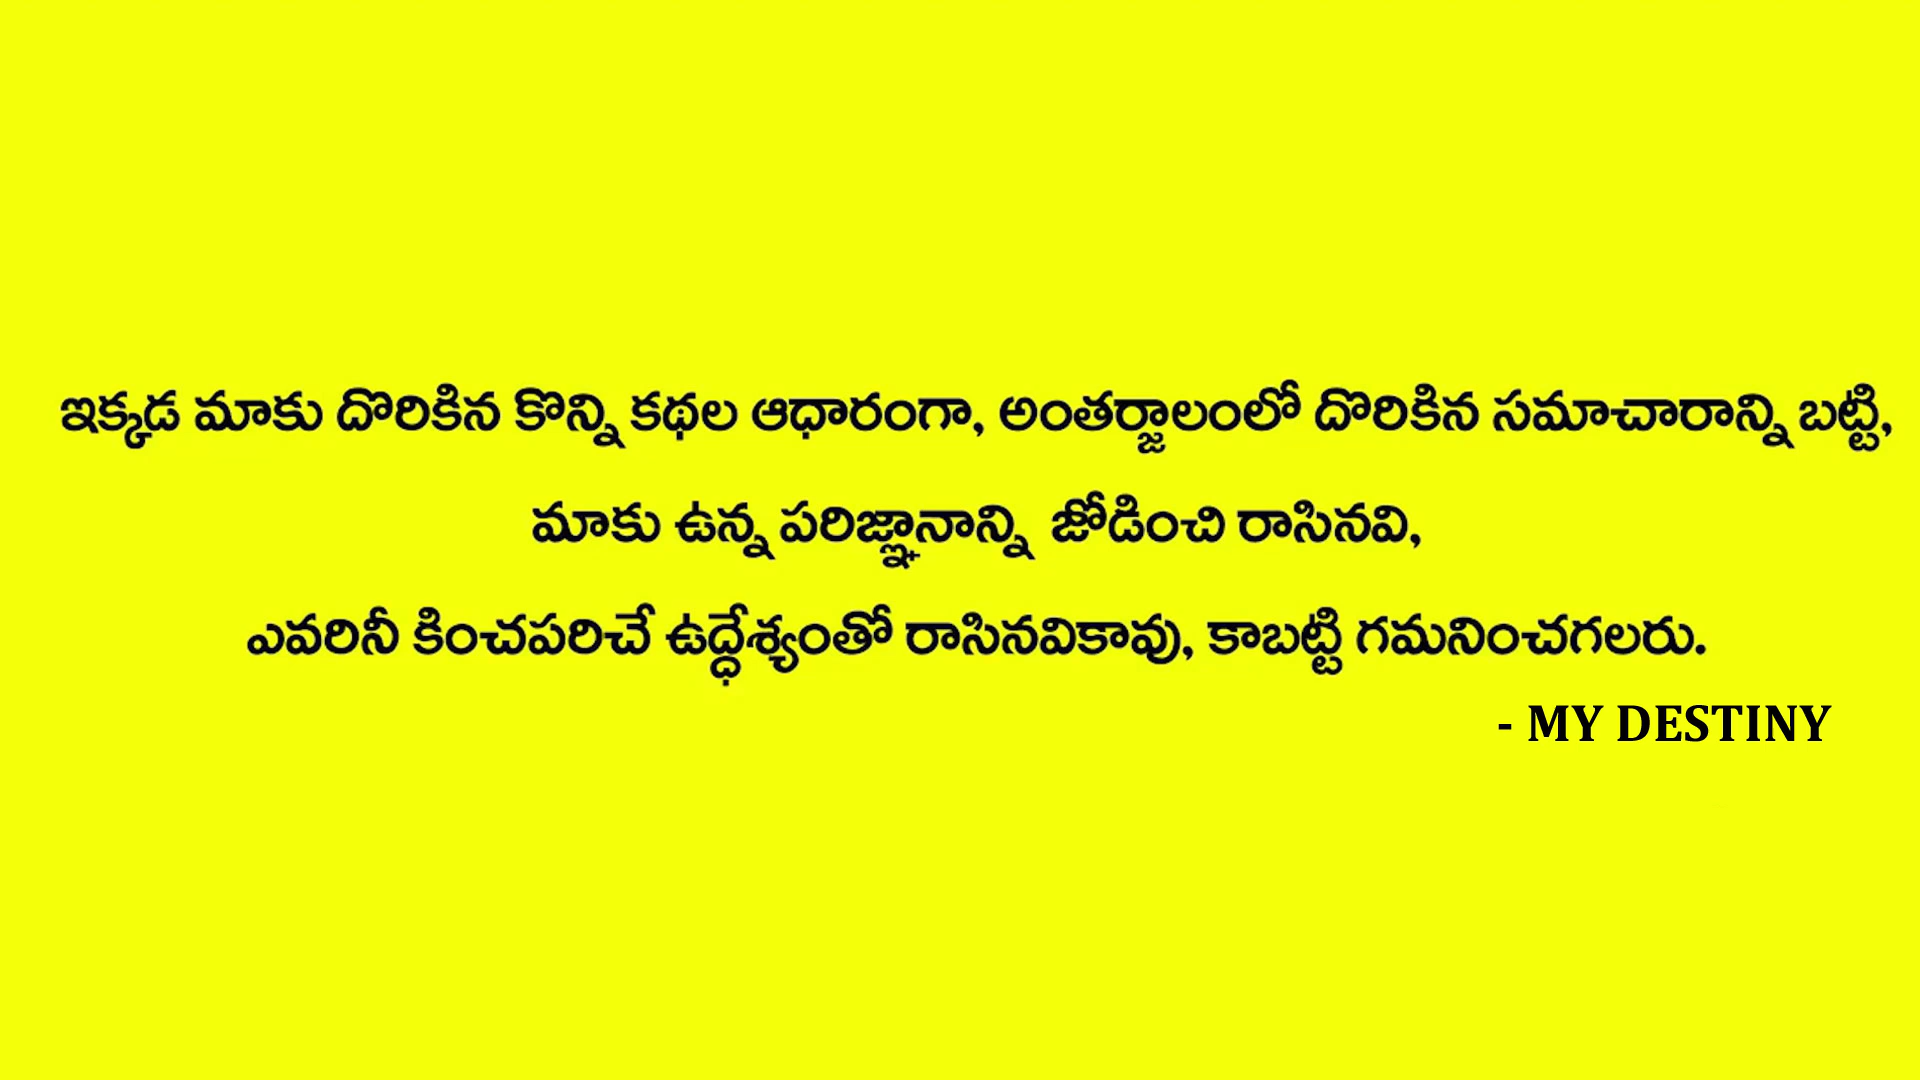 ఇక్కడ మాకు దొరికిన కొన్ని కథల ఆధారంగా, అంతర్జాలంలో దొరికిన సమాచారాన్ని బట్టి,
మాకు ఉన్న పరిజ్ఞానాన్ని జోడించి రాసినవి,
ఎవరినీ కించపరిచే ఉద్ధేశ్యంతో రాసినవికావు, కాబట్టి గమనించగలరు.
- MY DESTINY